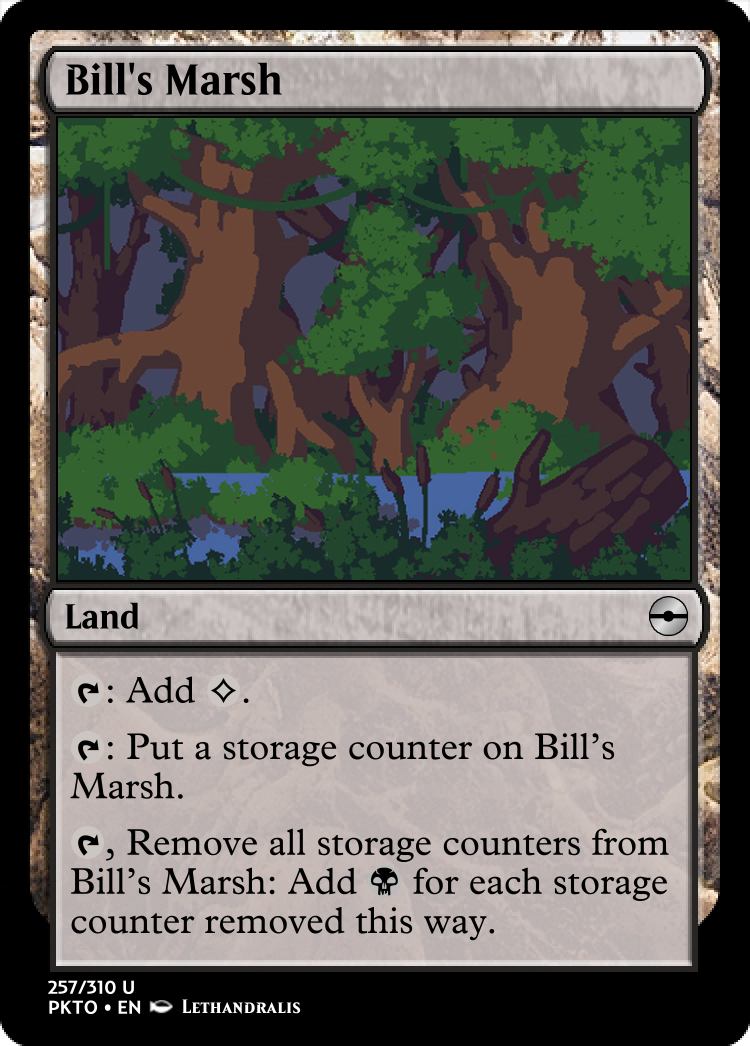 Bill's Marsh
Land
: Add .
: Put a storage counter on Bill's
Marsh.
, Remove all storage counters from
Bill's Marsh: Add for each storage
counter removed this way.
257/310 U
PKTO • EN Lethandralis